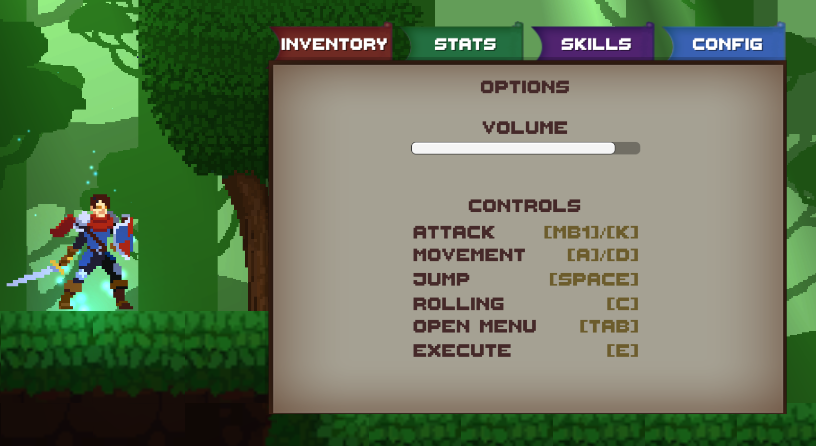 INVENTORY STATS SKILLS CONFIG
OPTIONS
VOLUME
CONTROLS
ATTACK [MB1]/[K]
MOVEMENT [A]/[D]
JUMP [SPACE]
ROLLING [C]
OPEN MENU [TAB]
EXECUTE [E]